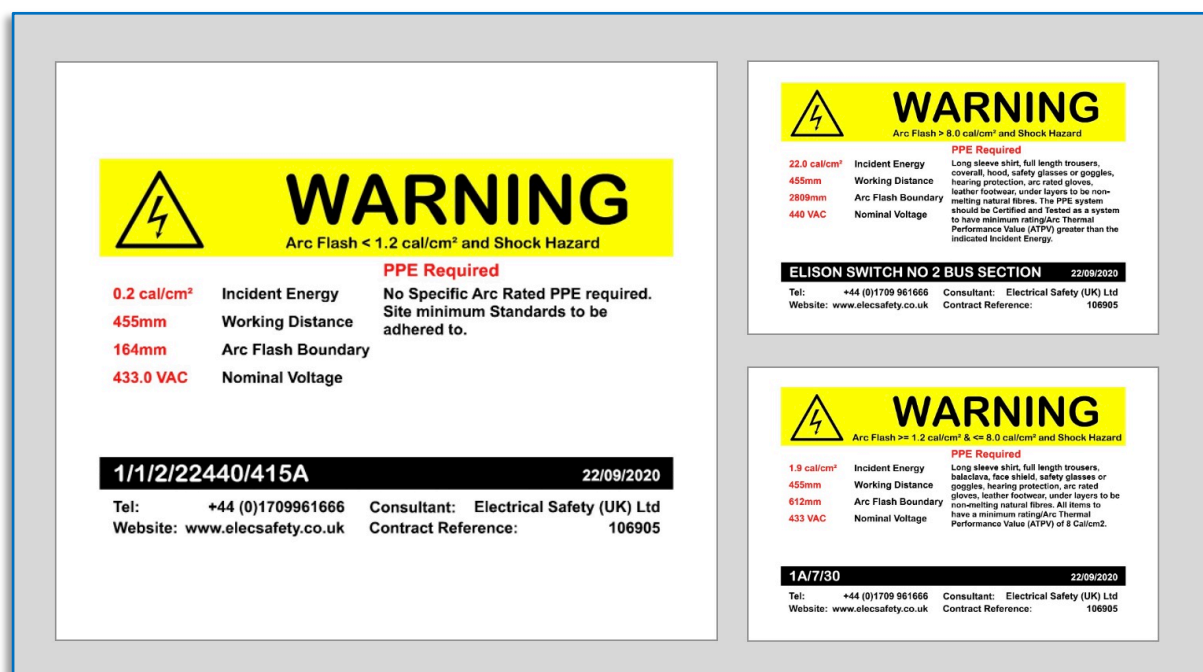 WARNING
Arc Flash < 1.2 cal/cm² and Shock Hazard
PPE Required
0.2 cal/cm² Incident Energy
455mm Working Distance
164mm Arc Flash Boundary
433.0 VAC Nominal Voltage
No Specific Arc Rated PPE required.
Site minimum Standards to be
adhered to.
1/1/2/22440/415A 22/09/2020
Tel: +44 (0)1709961666 Consultant: Electrical Safety (UK) Ltd
Website: www.elecsafety.co.uk Contract Reference: 106905
WARNING
Arc Flash > 8.0 cal/cm² and Shock Hazard
PPE Required
22.0 cal/cm² Incident Energy
455mm Working Distance
2809mm Arc Flash Boundary
440 VAC Nominal Voltage
Long sleeve shirt, full length trousers,
coverall, hood, safety glasses or goggles,
hearing protection, arc rated gloves,
leather footwear, under layers to be non-
melting natural fibres. The PPE system
should be Certified and Tested as a system
to have minimum rating/Arc Thermal
Performance Value (ATPV) greater than the
indicated Incident Energy.
ELISON SWITCH NO 2 BUS SECTION 22/09/2020
Tel: +44 (0)1709 961666 Consultant: Electrical Safety (UK) Ltd
Website: www.elecsafety.co.uk Contract Reference: 106905
WARNING
Arc Flash >= 1.2 cal/cm² & <= 8.0 cal/cm² and Shock Hazard
PPE Required
1.9 cal/cm² Incident Energy
455mm Working Distance
612mm Arc Flash Boundary
433 VAC Nominal Voltage
Long sleeve shirt, full length trousers,
balaclava, face shield, safety glasses or
goggles, hearing protection, arc rated
gloves, leather footwear, under layers to be
non-melting natural fibres. All items to
have a minimum rating/Arc Thermal
Performance Value (ATPV) of 8 Cal/cm2.
1A/7/30 22/09/2020
Tel: +44 (0)1709 961666 Consultant: Electrical Safety (UK) Ltd
Website: www.elecsafety.co.uk Contract Reference: 106905